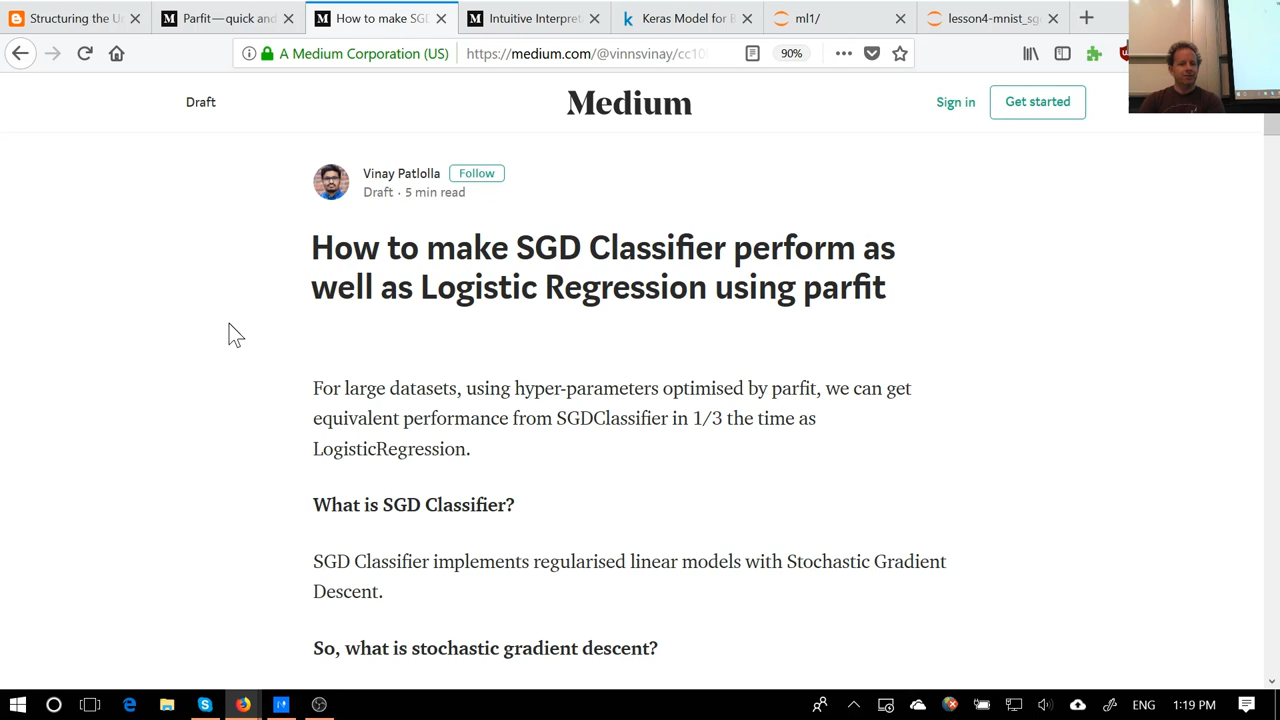 Structuring the Ur
Parfit — quick and
How to make SGD
Intuitive Interpret
Keras Model for B
ml1/
lesson4-mnist_sg
A Medium Corporation (US)
https://medium.com/@vinnsvinay/cc10
90%
Draft
Medium
Sign in
Get started
Vinay Patlolla
Follow
Draft · 5 min read
How to make SGD Classifier perform as
well as Logistic Regression using parfit
For large datasets, using hyper-parameters optimised by parfit, we can get
equivalent performance from SGDClassifier in 1/3 the time as
LogisticRegression.
What is SGD Classifier?
SGD Classifier implements regularised linear models with Stochastic Gradient
Descent.
So, what is stochastic gradient descent?
ENG
1:19 PM